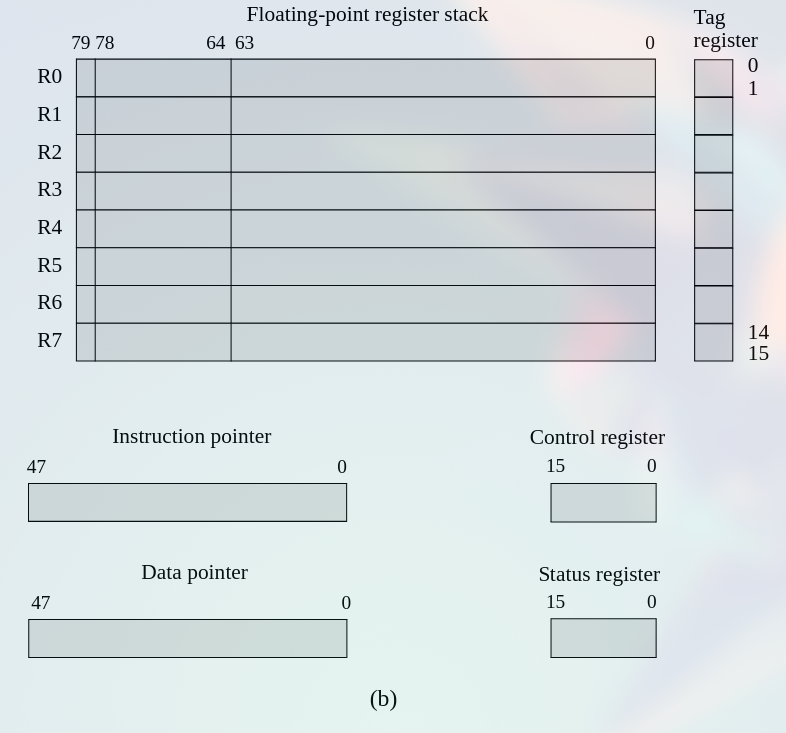 Floating-point register stack
Tag
register
79 78 64 63 0
R0
R1
R2
R3
R4
R5
R6
R7
0
1
14
15
Instruction pointer
47 0
Control register
15 0
Data pointer
47 0
Status register
15 0
(b)